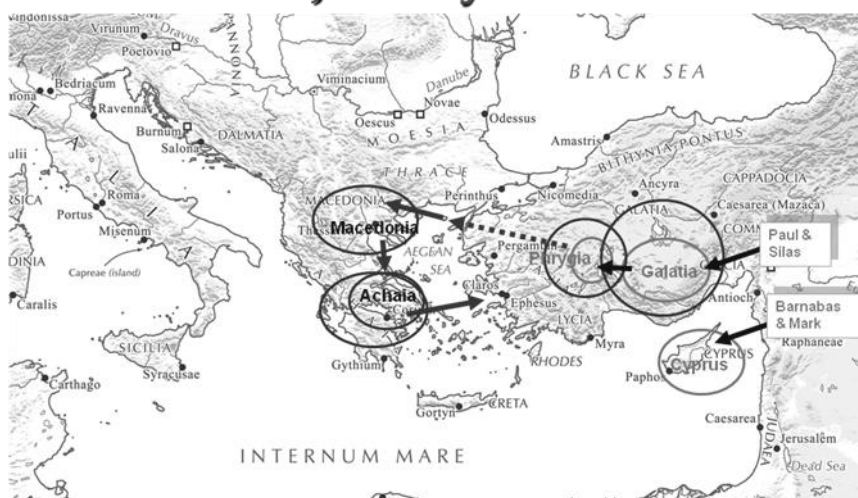 Vindonissa
Virunum
Dravus
Poetovio
PANNONIA
Bedriacum
Ravenna
Viminacium
Danube
BLACK SEA
Burnum
Salona
DALMATIA
Oescus
Novae
MOESIA
Odessus
Amastris
BITHYNIA-PONTUS
ITALIA
THRACE
Perinthus
Nicomedia
Ancyra
CAPPADOCIA
Roma
Portus
Misenum
Capreae (island)
MACEDONIA
Macedonia
GALATIA
Caesarea (Mazaca)
Paul &
Silas
AEGEAN
SEA
Phrygia
Galatia
Caralis
Achaia
Claros
Ephesus
Antioch
Barnabas
& Mark
LYCIA
Myra
RHODES
Raphaneae
SICILIA
Syracusae
Gythium
CYPRUS
Cyprus
Paphos
Carthago
Gortyn
CRETA
Caesarea
JUDAEA
INTERNUM MARE
Jerusalem
Dead Sea